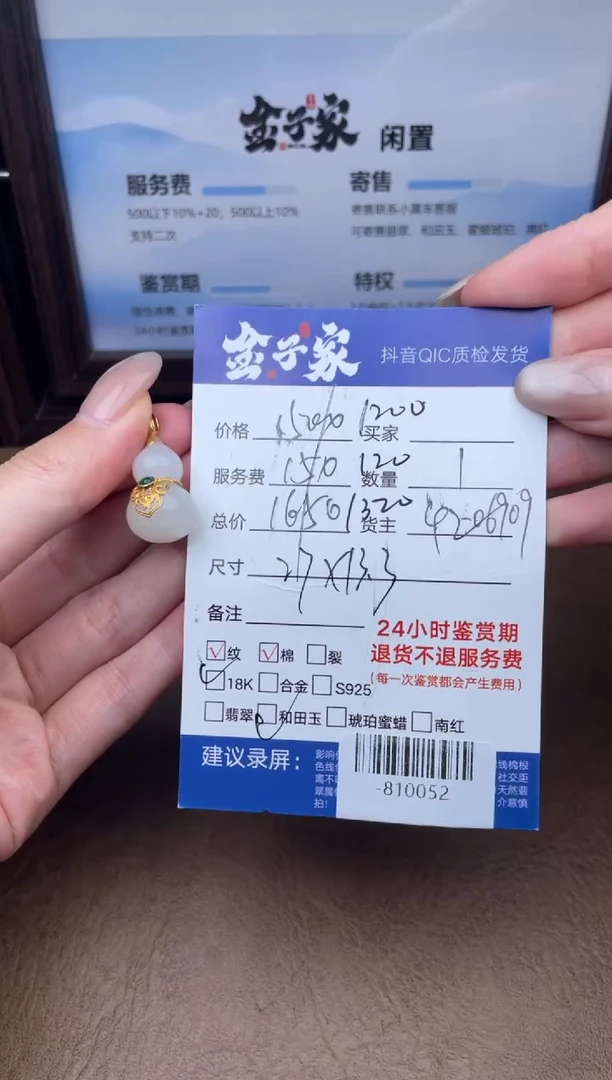 金子家 闲置
服务费 寄售
500以下10%+20; 500以上10%
支持二次
鉴赏期 特权
金子家 抖音QIC质检发货
价格 1500 1200 买家
服务费 150 120 数量 1
总价 1650 1320 货主 42-06909
尺寸 27×13.3
备注
24小时鉴赏期
退货不退服务费
(每一次鉴赏都会产生费用)
纹 棉 裂
18K 合金 S925
翡翠 和田玉 琥珀蜜蜡 南红
建议录屏：
-810052